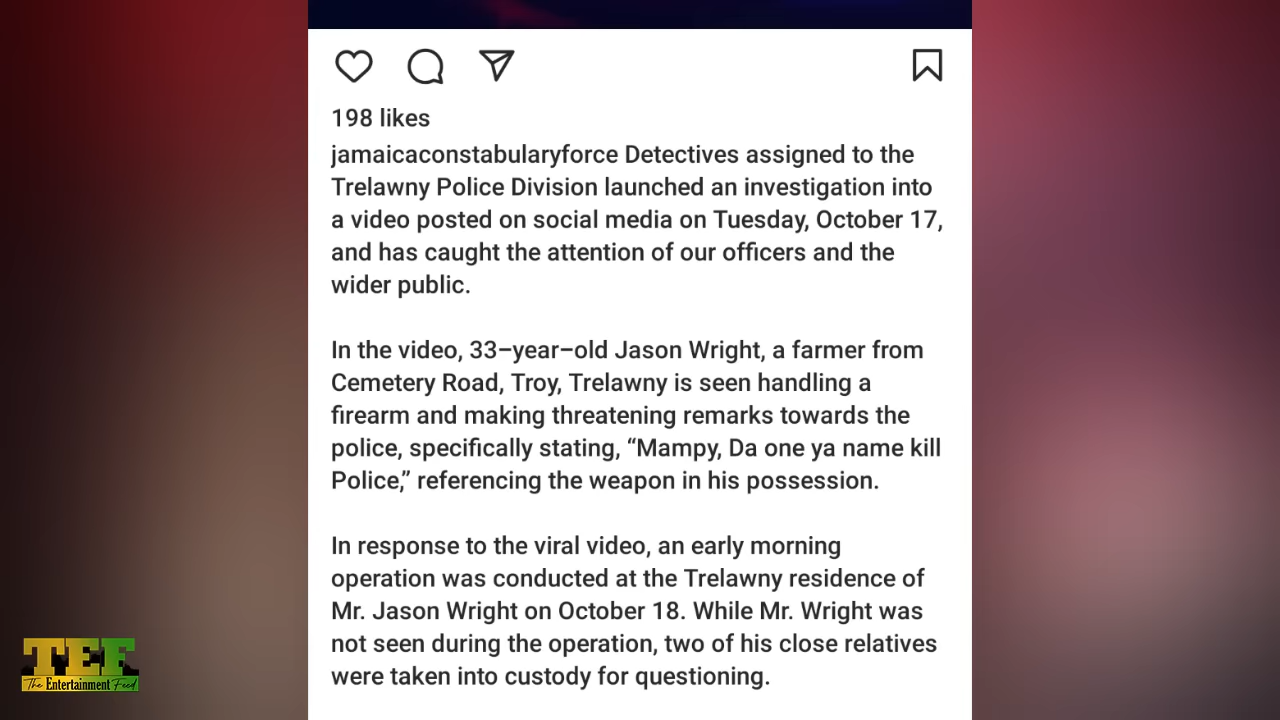 198 likes
jamaicaconstabularyforce Detectives assigned to the
Trelawny Police Division launched an investigation into
a video posted on social media on Tuesday, October 17,
and has caught the attention of our officers and the
wider public.
In the video, 33–year–old Jason Wright, a farmer from
Cemetery Road, Troy, Trelawny is seen handling a
firearm and making threatening remarks towards the
police, specifically stating, “Mampy, Da one ya name kill
Police,” referencing the weapon in his possession.
In response to the viral video, an early morning
operation was conducted at the Trelawny residence of
Mr. Jason Wright on October 18. While Mr. Wright was
not seen during the operation, two of his close relatives
were taken into custody for questioning.
TEF
The Entertainment Feed